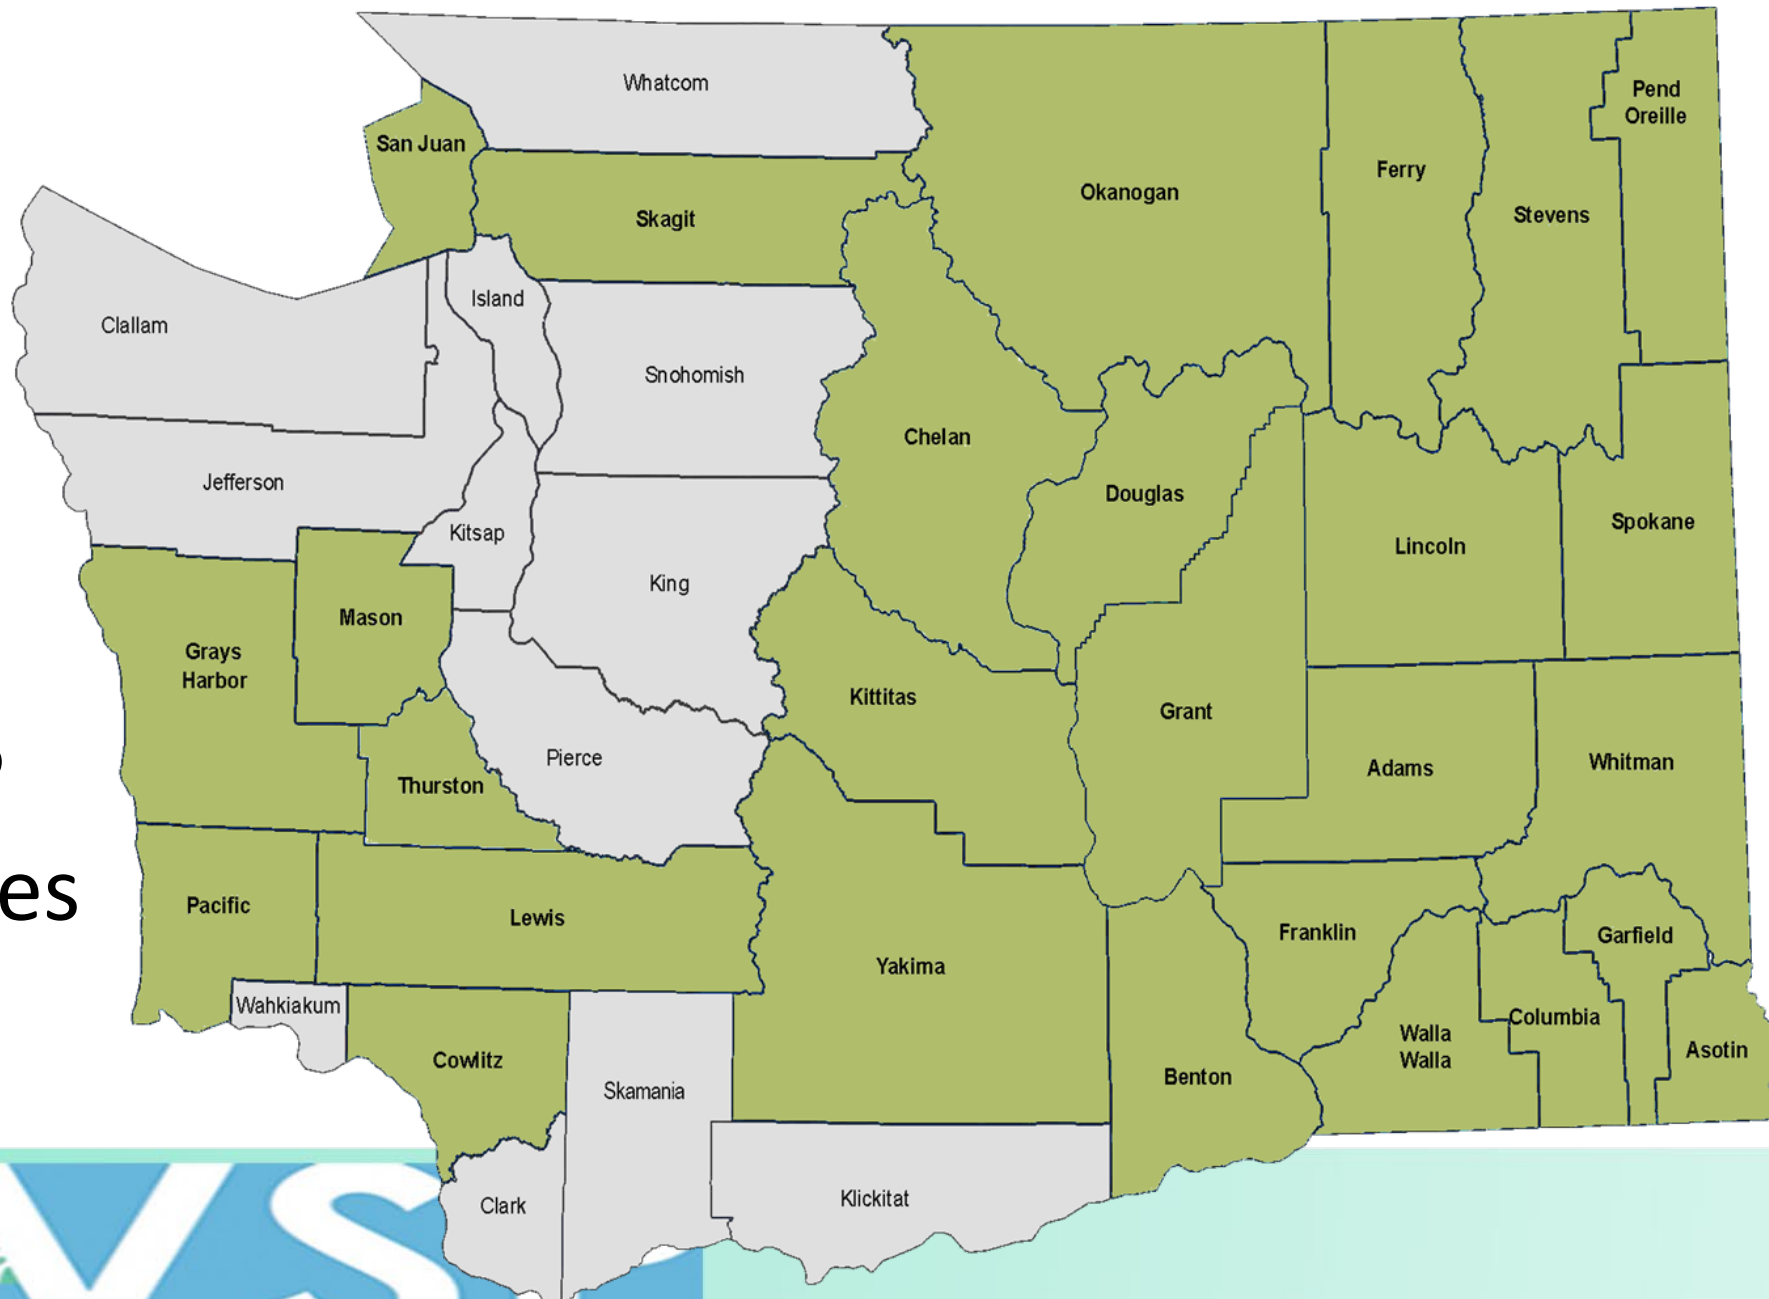 Whatcom
Pend
Oreille
San Juan
Ferry
Okanogan
Stevens
Skagit
Island
Clallam
Snohomish
Chelan
Jefferson
Douglas
Kitsap
Lincoln
Spokane
King
Mason
Grays
Harbor
Kittitas
Grant
Pierce
Adams
Whitman
Thurston
Pacific
Lewis
es
Franklin
Garfield
Yakima
Wahkiakum
Columbia
Walla
Walla
Cowlitz
Asotin
Benton
Skamania
Clark
Klickitat
VS